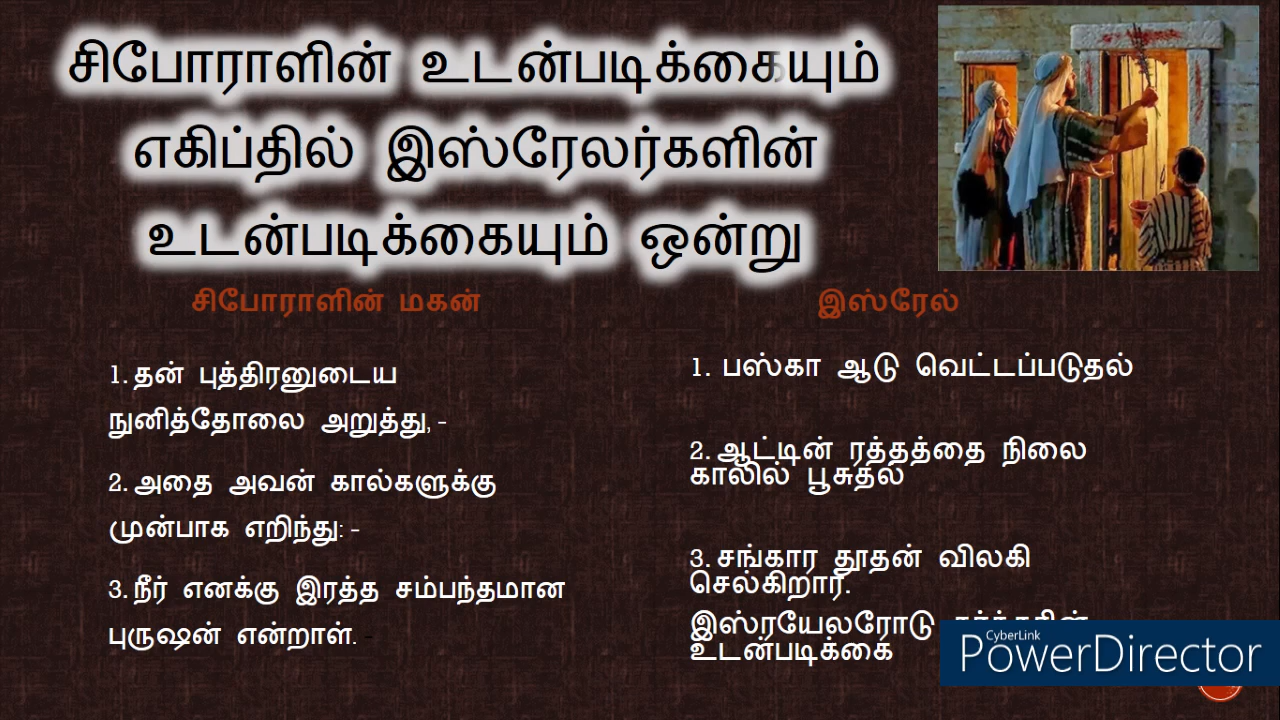 சிபோராளின் உடன்படிக்கையும்
எகிப்தில் இஸ்ரேலர்களின்
உடன்படிக்கையும் ஒன்று
சிபோராளின் மகன்
1. தன் புத்திரனுடைய
நுனித்தோலை அறுத்து, -
2. அதை அவன் கால்களுக்கு
முன்பாக எறிந்து: -
3. நீர் எனக்கு இரத்த சம்பந்தமான
புருஷன் என்றாள். -
இஸ்ரேல்
1. பஸ்கா ஆடு வெட்டப்படுதல்
2. ஆட்டின் ரத்தத்தை நிலை
காலில் பூசுதல்
3. சங்கார தூதன் விலகி
செல்கிறார்.
இஸ்ரயேலரோடு
உடன்படிக்கை
CyberLink
PowerDirector